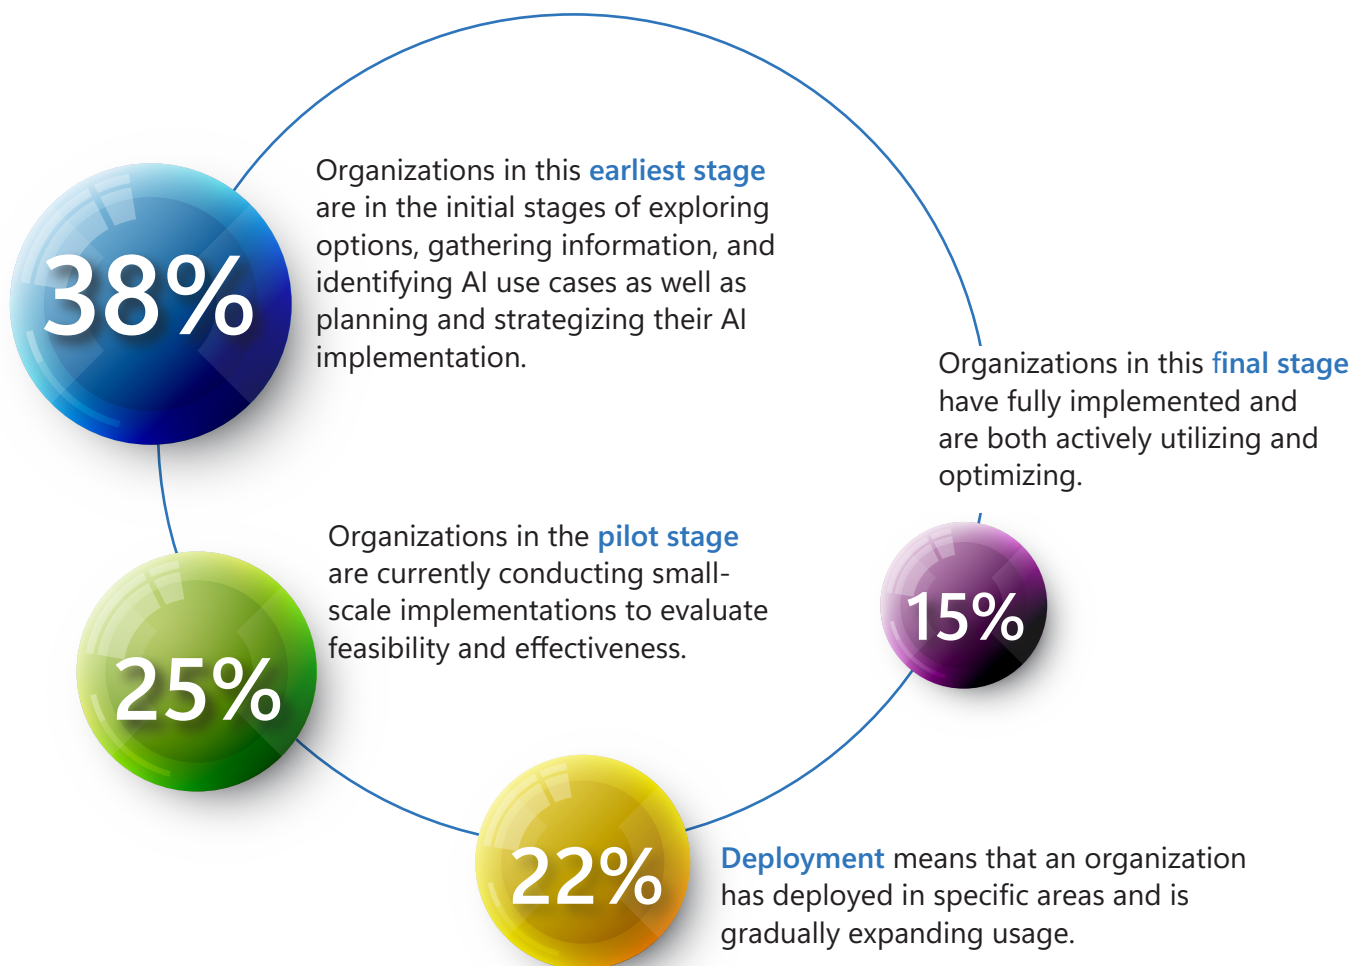 38%
Organizations in this earliest stage
are in the initial stages of exploring
options, gathering information, and
identifying AI use cases as well as
planning and strategizing their AI
implementation.
25%
Organizations in the pilot stage
are currently conducting small-
scale implementations to evaluate
feasibility and effectiveness.
22%
Deployment means that an organization
has deployed in specific areas and is
gradually expanding usage.
15%
Organizations in this final stage
have fully implemented and
are both actively utilizing and
optimizing.